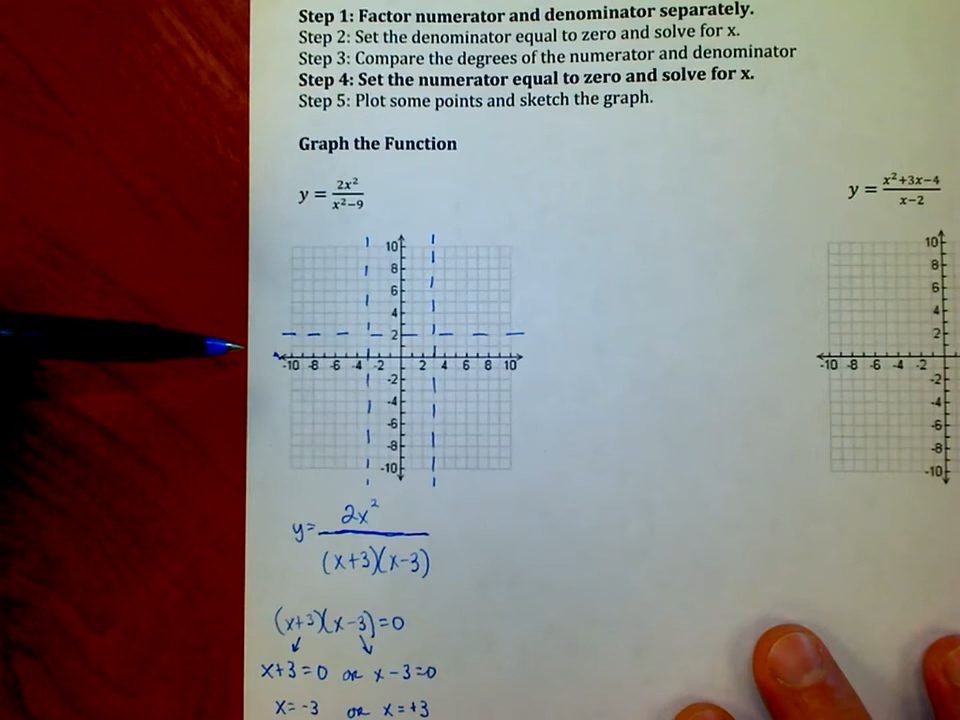 Step 1: Factor numerator and denominator separately.
Step 2: Set the denominator equal to zero and solve for x.
Step 3: Compare the degrees of the numerator and denominator
Step 4: Set the numerator equal to zero and solve for x.
Step 5: Plot some points and sketch the graph.
Graph the Function
y = 2x²/x²−9
y = x²+3x−4/x−2
10
8
6
4
2
-10 -8 -6 -4 -2 2 4 6 8 10
-2
-4
-6
-8
-10
10
8
6
4
2
-10 -8 -6 -4 -2
-2
-4
-6
-8
-10
y= 2x²/(x+3)(x-3)
(x+3)(x-3)=0
x+3=0 or x-3=0
x=-3 or x=+3